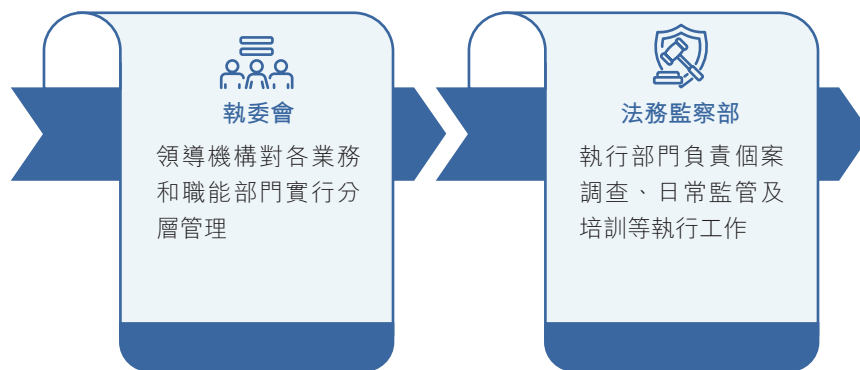 執委會
領導機構對各業務
和職能部門實行分
層管理
法務監察部
執行部門負責個案
調查、日常監管及
培訓等執行工作